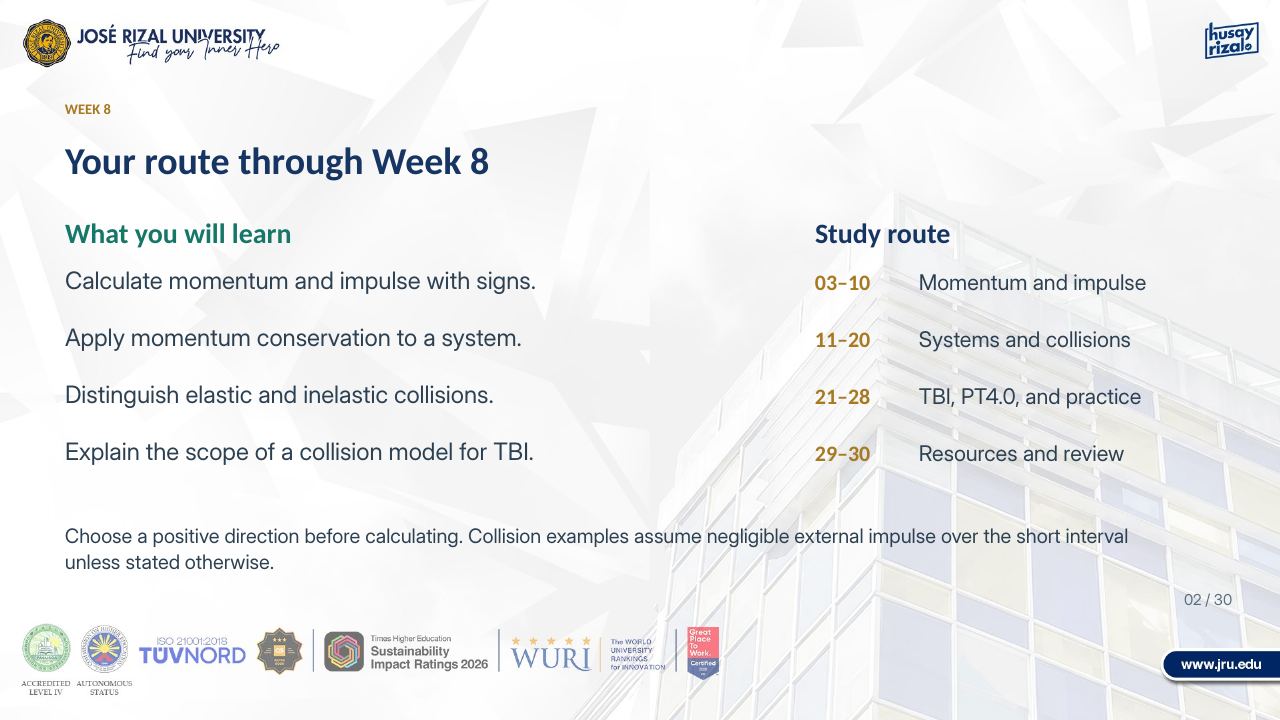 JOSÉ RIZAL UNIVERSITY
Find your Inner Hero
husay
rizal
WEEK 8
Your route through Week 8
What you will learn
Calculate momentum and impulse with signs.
Apply momentum conservation to a system.
Distinguish elastic and inelastic collisions.
Explain the scope of a collision model for TBI.
Study route
03–10 Momentum and impulse
11–20 Systems and collisions
21–28 TBI, PT4.0, and practice
29–30 Resources and review
Choose a positive direction before calculating. Collision examples assume negligible external impulse over the short interval
unless stated otherwise.
02 / 30
ACCREDITED
LEVEL IV
AUTONOMOUS
STATUS
ISO 21001:2018
TÜVNORD
Times Higher Education
Sustainability
Impact Ratings 2026
WURI
The WORLD
UNIVERSITY
RANKINGS
for INNOVATION
Great
Place
To
Work.
Certified
www.jru.edu